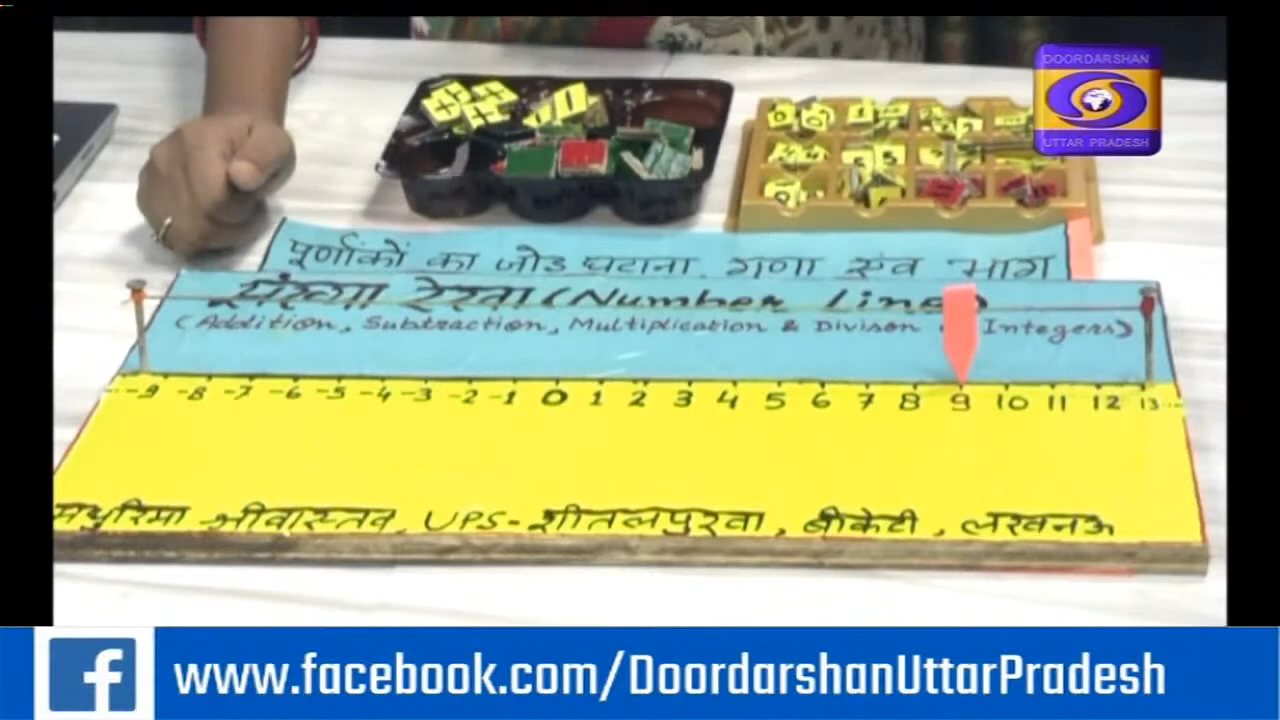 DOORDARSHAN
UTTAR PRADESH
पूर्णांकों का जोड़ घटाना, गुणा एंव भाग
संख्या रेखा (Number Line)
(Addition, Subtraction, Multiplication & Divison Integers)
-9 -8 -7 -6 -5 -4 -3 -2 -1 0 1 2 3 4 5 6 7 8 9 10 11 12 13
मधुरिमा श्रीवास्तव, UPS- शीतलपुरवा, बीकेटी, लखनऊ
f www.facebook.com/DoordarshanUttarPradesh